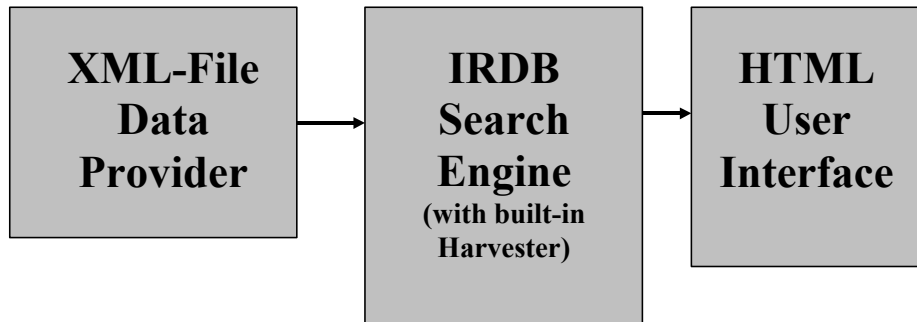 XML-File
Data
Provider
IRDB
Search
Engine
(with built-in
Harvester)
HTML
User
Interface